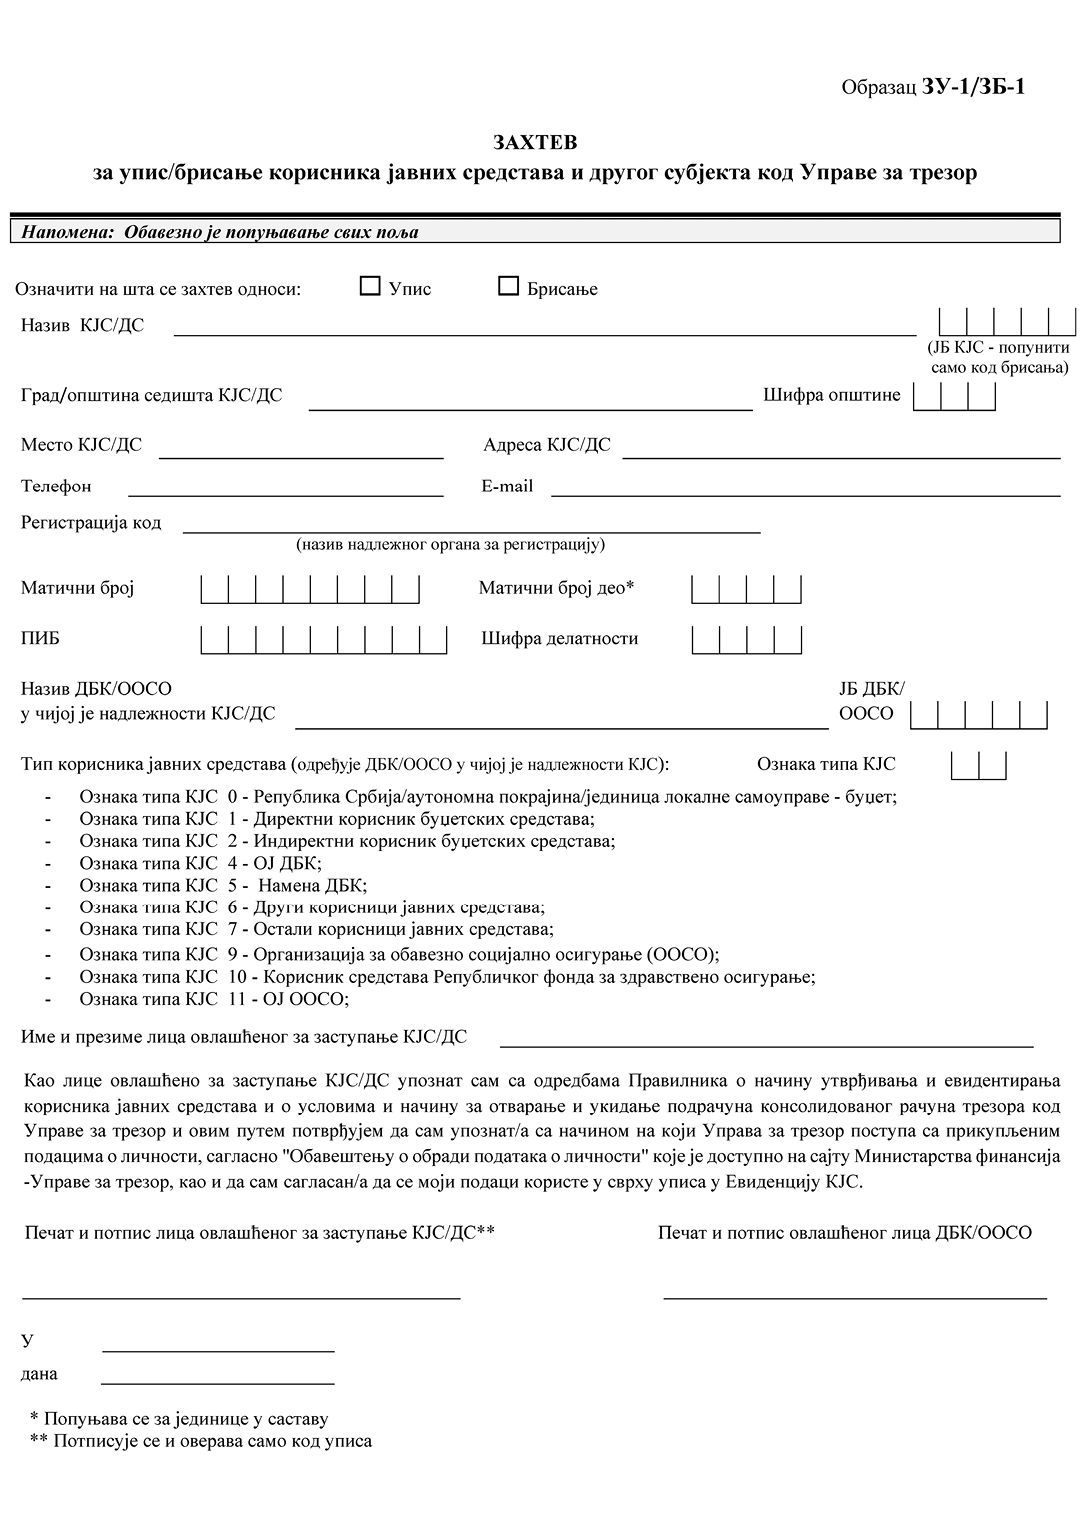 Образац ЗУ-1/ЗБ-1
ЗАХТЕВ
за упис/брисање корисника јавних средстава и другог субјекта код Управе за трезор
Напомена: Обавезно је попуњавање свих поља
Означити на шта се захтев односи: Упис Брисање
Назив КЈС/ДС
(ЈБ КЈС - попунити
само код брисања)
Град/општина седишта КЈС/ДС Шифра општине
Место КЈС/ДС Адреса КЈС/ДС
Телефон E-mail
Регистрација код
(назив надлежног органа за регистрацију)
Матични број Матични број део*
ПИБ Шифра делатности
Назив ДБК/ООСО ЈБ ДБК/
у чијој је надлежности КЈС/ДС ООСО
Тип корисника јавних средстава (одређује ДБК/ООСО у чијој је надлежности КЈС): Ознака типа КЈС
- Ознака типа КЈС 0 - Република Србија/аутономна покрајина/јединица локалне самоуправе - буџет;
- Ознака типа КЈС 1 - Директни корисник буџетских средстава;
- Ознака типа КЈС 2 - Индиректни корисник буџетских средстава;
- Ознака типа КЈС 4 - ОЈ ДБК;
- Ознака типа КЈС 5 - Намена ДБК;
- Ознака типа КЈС 6 - Други корисници јавних средстава;
- Ознака типа КЈС 7 - Остали корисници јавних средстава;
- Ознака типа КЈС 9 - Организација за обавезно социјално осигурање (ООСО);
- Ознака типа КЈС 10 - Корисник средстава Републичког фонда за здравствено осигурање;
- Ознака типа КЈС 11 - ОЈ ООСО;
Име и презиме лица овлашћеног за заступање КЈС/ДС
Као лице овлашћено за заступање КЈС/ДС упознат сам са одредбама Правилника о начину утврђивања и евидентирања
корисника јавних средстава и о условима и начину за отварање и укидање подрачуна консолидованог рачуна трезора код
Управе за трезор и овим путем потврђујем да сам упознат/а са начином на који Управа за трезор поступа са прикупљеним
подацима о личности, сагласно "Обавештењу о обради података о личности" које је доступно на сајту Министарства финансија
-Управе за трезор, као и да сам сагласан/а да се моји подаци користе у сврху уписа у Евиденцију КЈС.
Печат и потпис лица овлашћеног за заступање КЈС/ДС** Печат и потпис овлашћеног лица ДБК/ООСО
У
дана
* Попуњава се за јединице у саставу
** Потписује се и оверава само код уписа